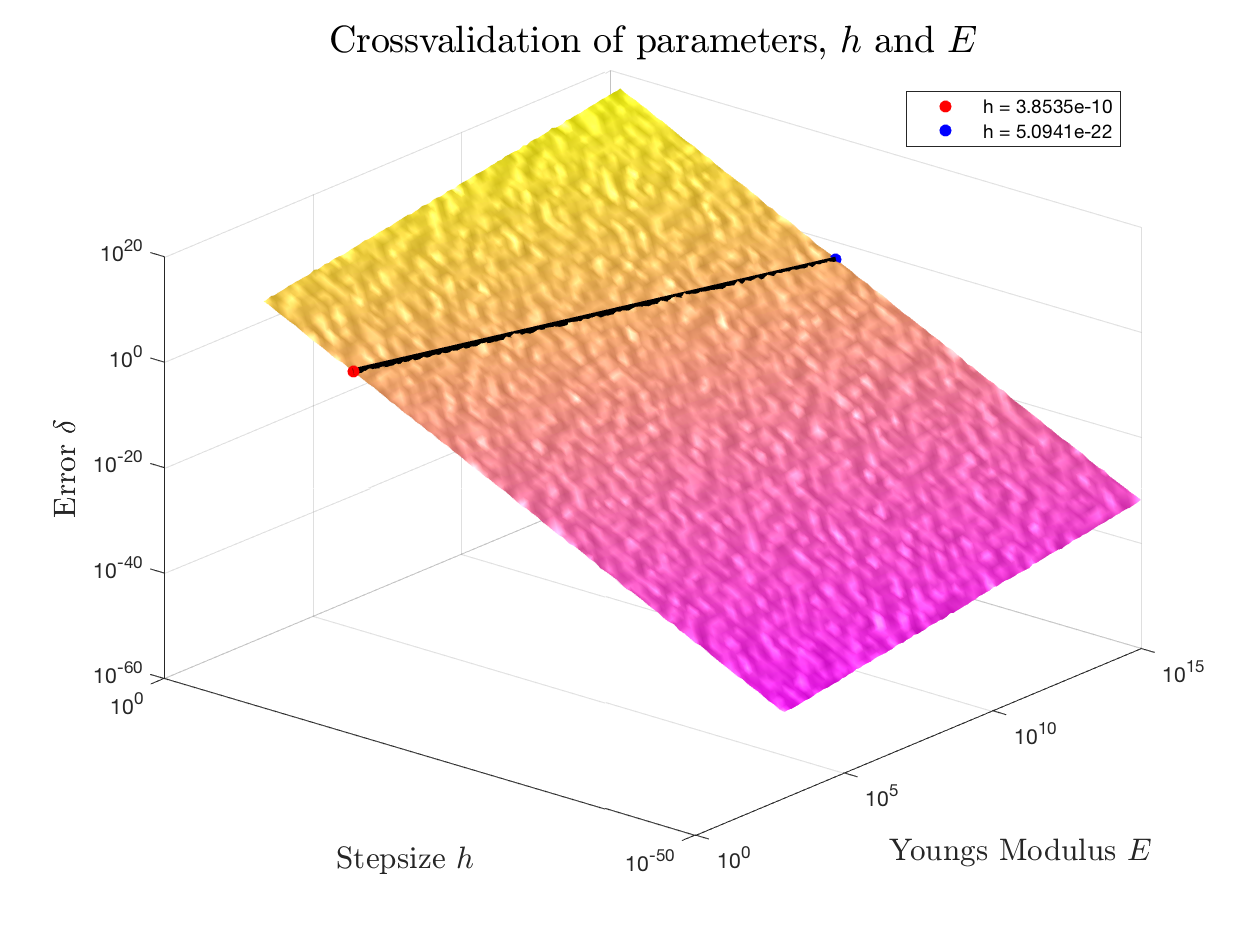 Crossvalidation of parameters, h and E
h = 3.8535e-10
h = 5.0941e-22
10^20
10^0
10^-20
10^-40
10^-60
Error δ
10^0
10^-50
Stepsize h
10^0
10^5
10^10
10^15
Youngs Modulus E